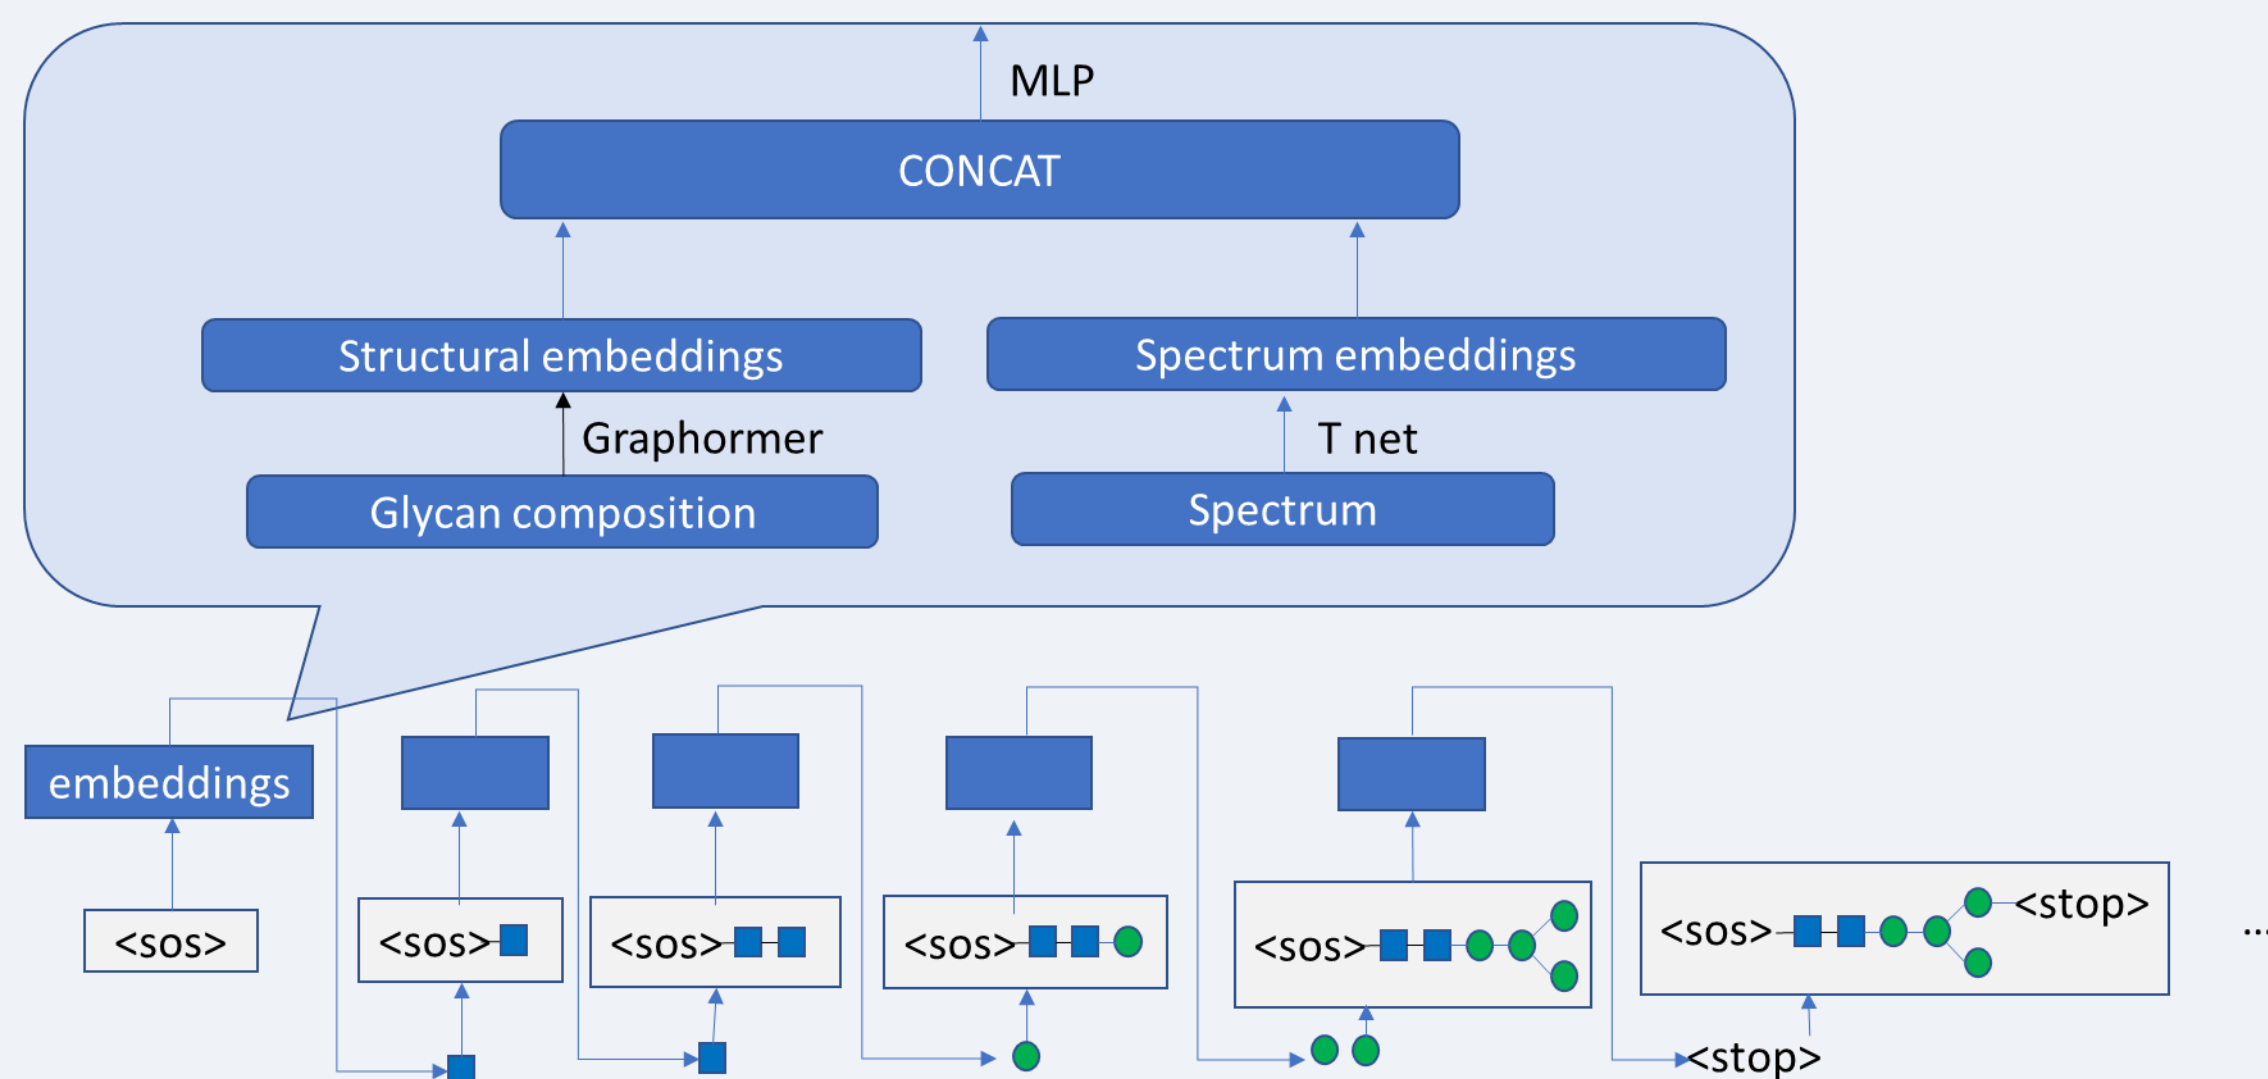 MLP
CONCAT
Structural embeddings
Spectrum embeddings
Graphormer
T net
Glycan composition
Spectrum
embeddings
<sos>
<sos>
<sos>
<sos>
<sos>
<sos>
<stop>
...
<stop>